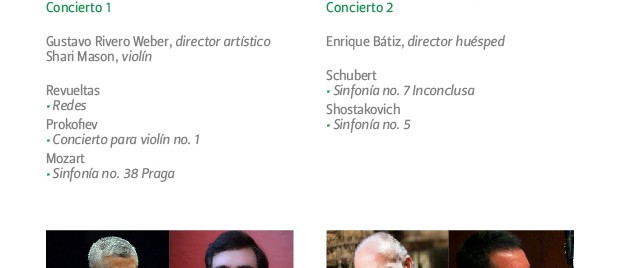 Concierto 1
Gustavo Rivero Weber, director artístico
Shari Mason, violín
Revueltas
• Redes
Prokofiev
• Concierto para violín no. 1
Mozart
• Sinfonía no. 38 Praga
Concierto 2
Enrique Bátiz, director huésped
Schubert
• Sinfonía no. 7 Inconclusa
Shostakovich
• Sinfonía no. 5